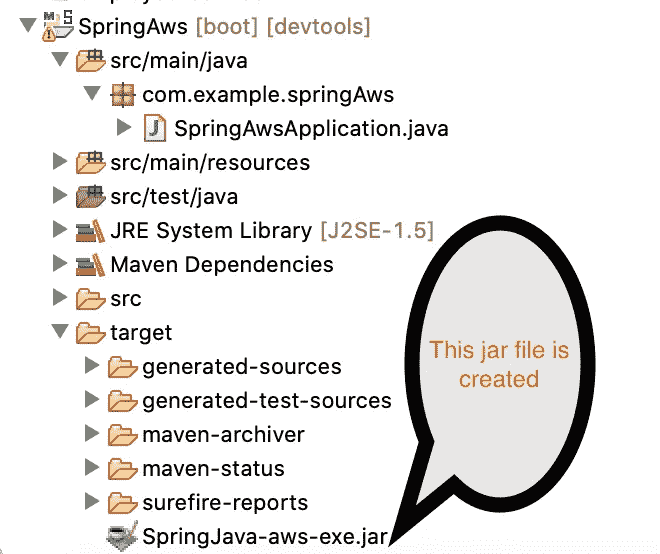 SpringAws [boot] [devtools]
src/main/java
com.example.springAws
SpringAwsApplication.java
src/main/resources
src/test/java
JRE System Library [J2SE-1.5]
Maven Dependencies
src
target
generated-sources
generated-test-sources
maven-archiver
maven-status
surefire-reports
SpringJava-aws-exe.jar
This jar file is
created